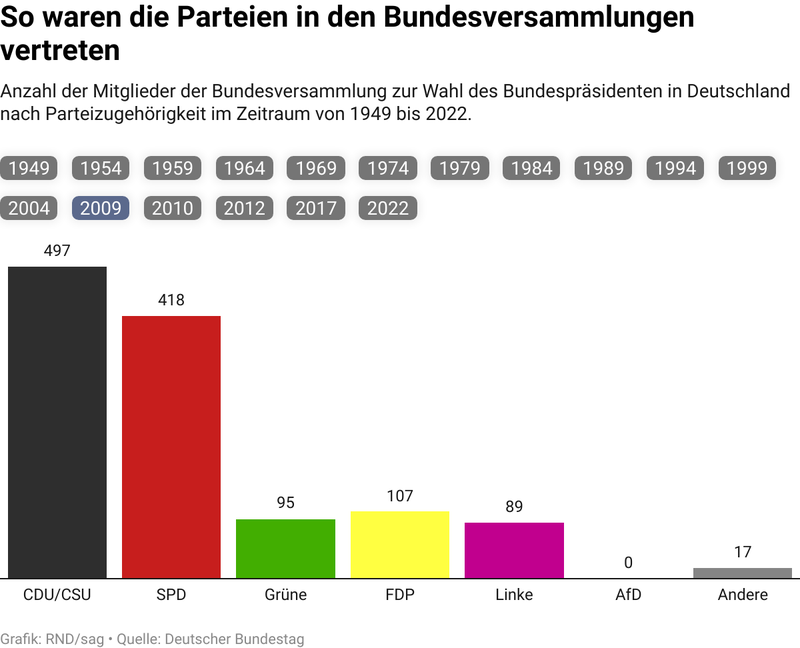 So waren die Parteien in den Bundesversammlungen
vertreten
Anzahl der Mitglieder der Bundesversammlung zur Wahl des Bundespräsidenten in Deutschland
nach Parteizugehörigkeit im Zeitraum von 1949 bis 2022.
1949 1954 1959 1964 1969 1974 1979 1984 1989 1994 1999
2004 2009 2010 2012 2017 2022
497
418
95
107
89
0
17
CDU/CSU SPD Grüne FDP Linke AfD Andere
Grafik: RND/sag • Quelle: Deutscher Bundestag